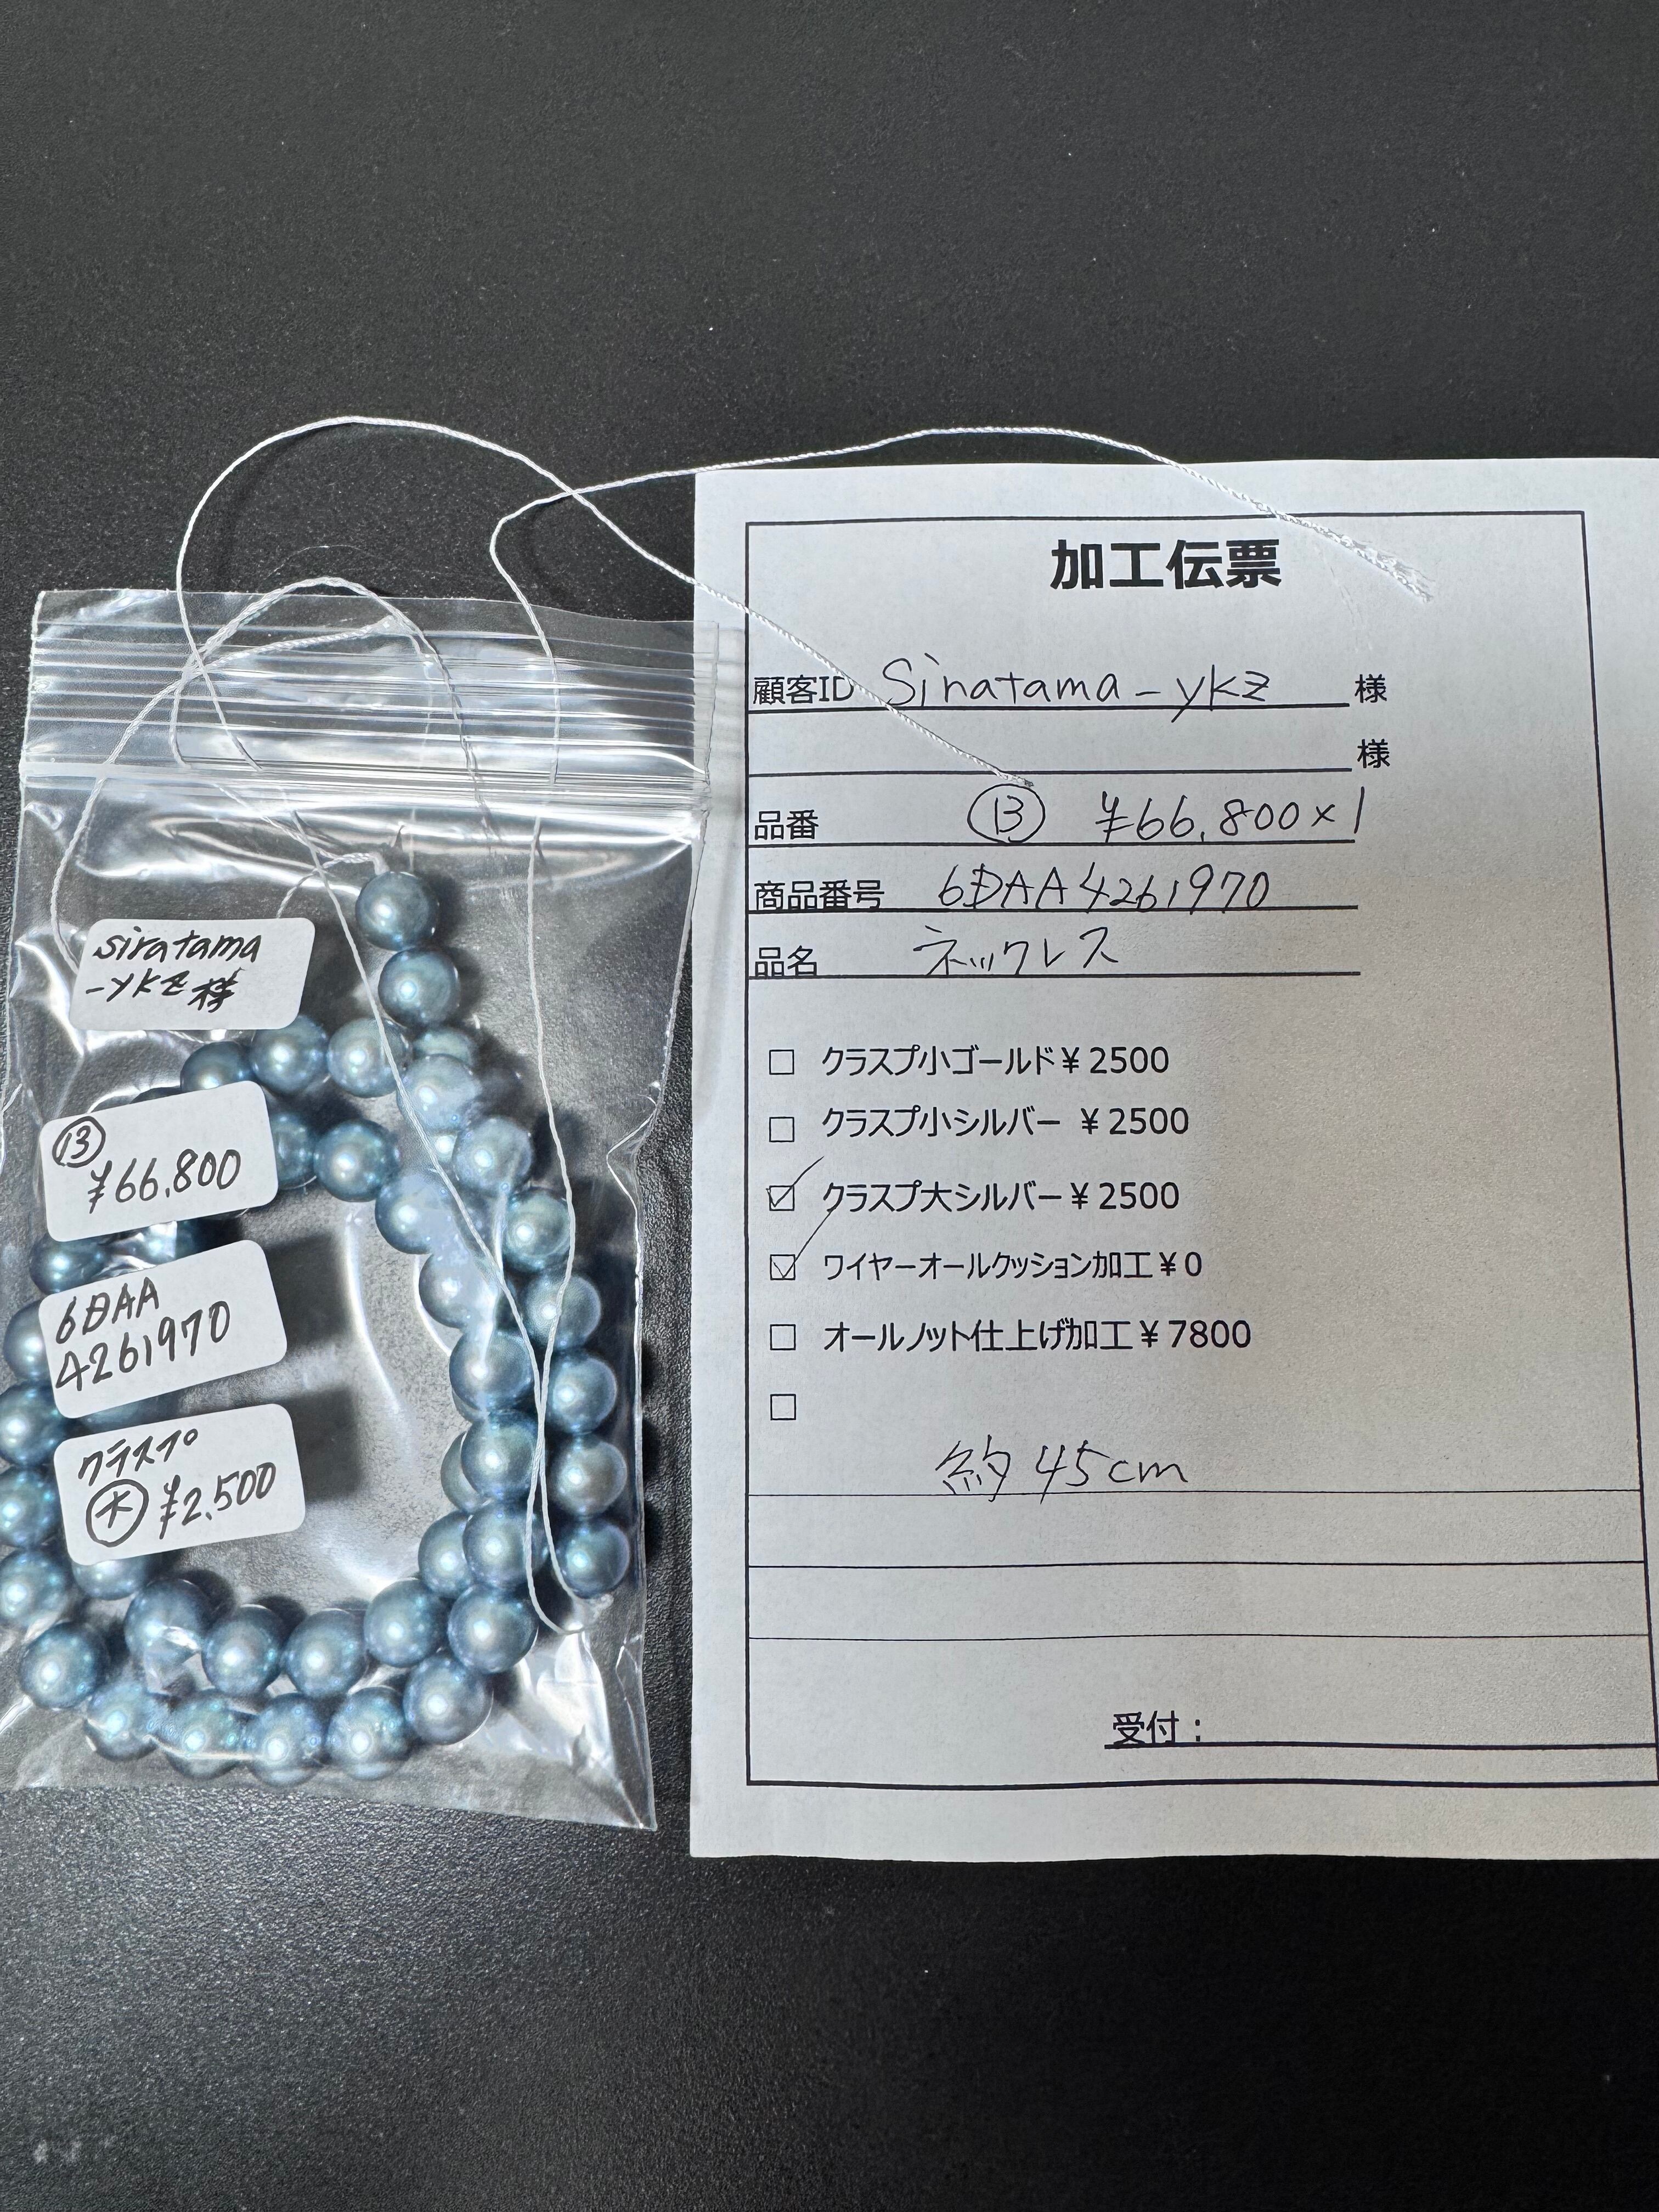 siratama
-ykz様
⑬
¥66,800
6DAA
4261970
クラスプ
大 ¥2,500
加工伝票
顧客ID Siratama-ykz 様
様
品番 ⑬ ¥66,800×1
商品番号 6DAA4261970
品名 ネックレス
□ クラスプ小ゴールド¥2500
□ クラスプ小シルバー ¥2500
☑ クラスプ大シルバー¥2500
☑ ワイヤーオールクッション加工¥0
□ オールノット仕上げ加工¥7800
□
約45cm
受付：